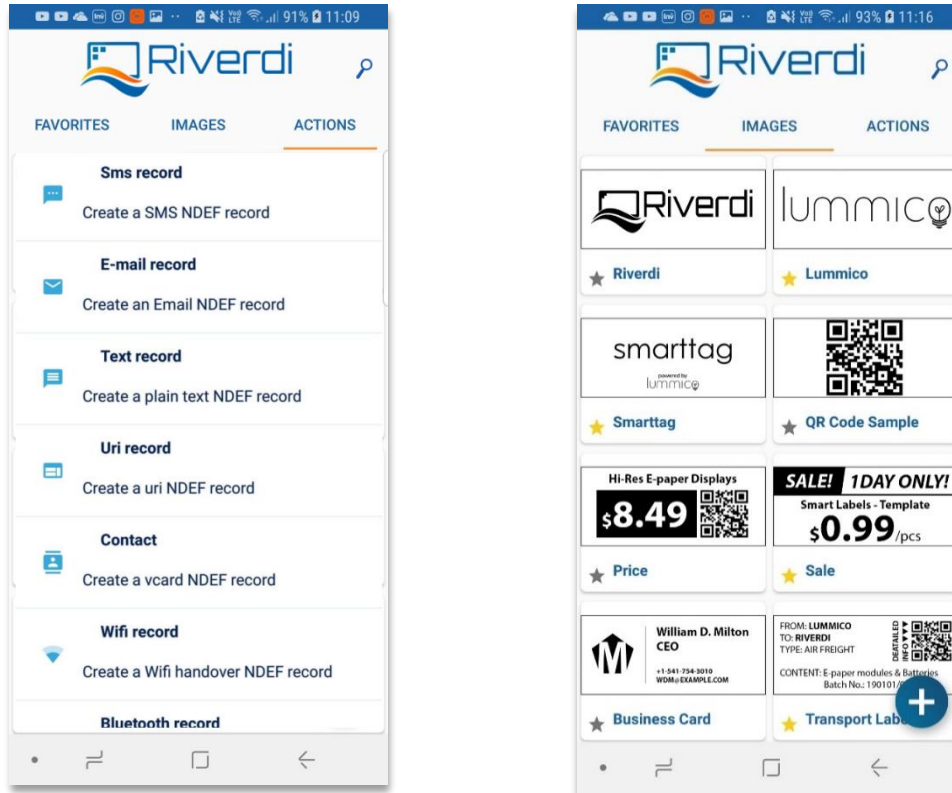 91% 11:09
Riverdi
FAVORITES IMAGES ACTIONS
Sms record
Create a SMS NDEF record
E-mail record
Create an Email NDEF record
Text record
Create a plain text NDEF record
Uri record
Create a uri NDEF record
Contact
Create a vcard NDEF record
Wifi record
Create a Wifi handover NDEF record
Bluetooth record
93% 11:16
Riverdi
FAVORITES IMAGES ACTIONS
Riverdi
lummico
Riverdi
Lummico
smarttag
powered by
lummico
Smarttag
QR Code Sample
Hi-Res E-paper Displays
$8.49
Price
SALE! 1DAY ONLY!
Smart Labels - Template
$0.99/pcs
Sale
William D. Milton
CEO
+1-541-754-3010
WDM@EXAMPLE.COM
Business Card
FROM: LUMMICO
TO: RIVERDI
TYPE: AIR FREIGHT
DEATAILED
INFO
CONTENT: E-paper modules & Batteries
Batch No.: 190101/
Transport Lab